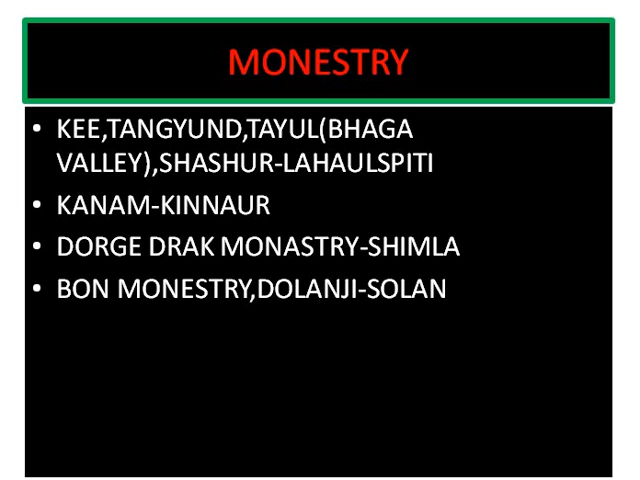 MONESTRY
• KEE,TANGYUND,TAYUL(BHAGA
VALLEY),SHASHUR-LAHAULSPITI
• KANAM-KINNAUR
• DORGE DRAK MONASTRY-SHIMLA
• BON MONESTRY,DOLANJI-SOLAN